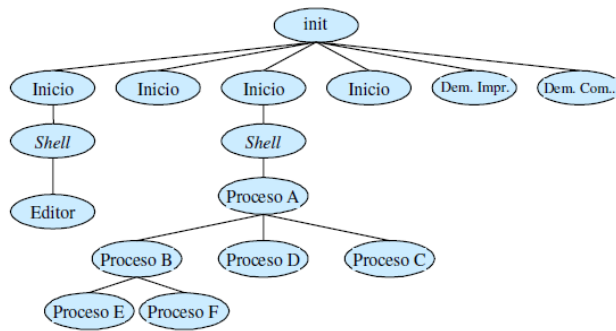 init
Inicio
Inicio
Inicio
Inicio
Dem. Impr.
Dem. Com..
Shell
Shell
Editor
Proceso A
Proceso B
Proceso D
Proceso C
Proceso E
Proceso F